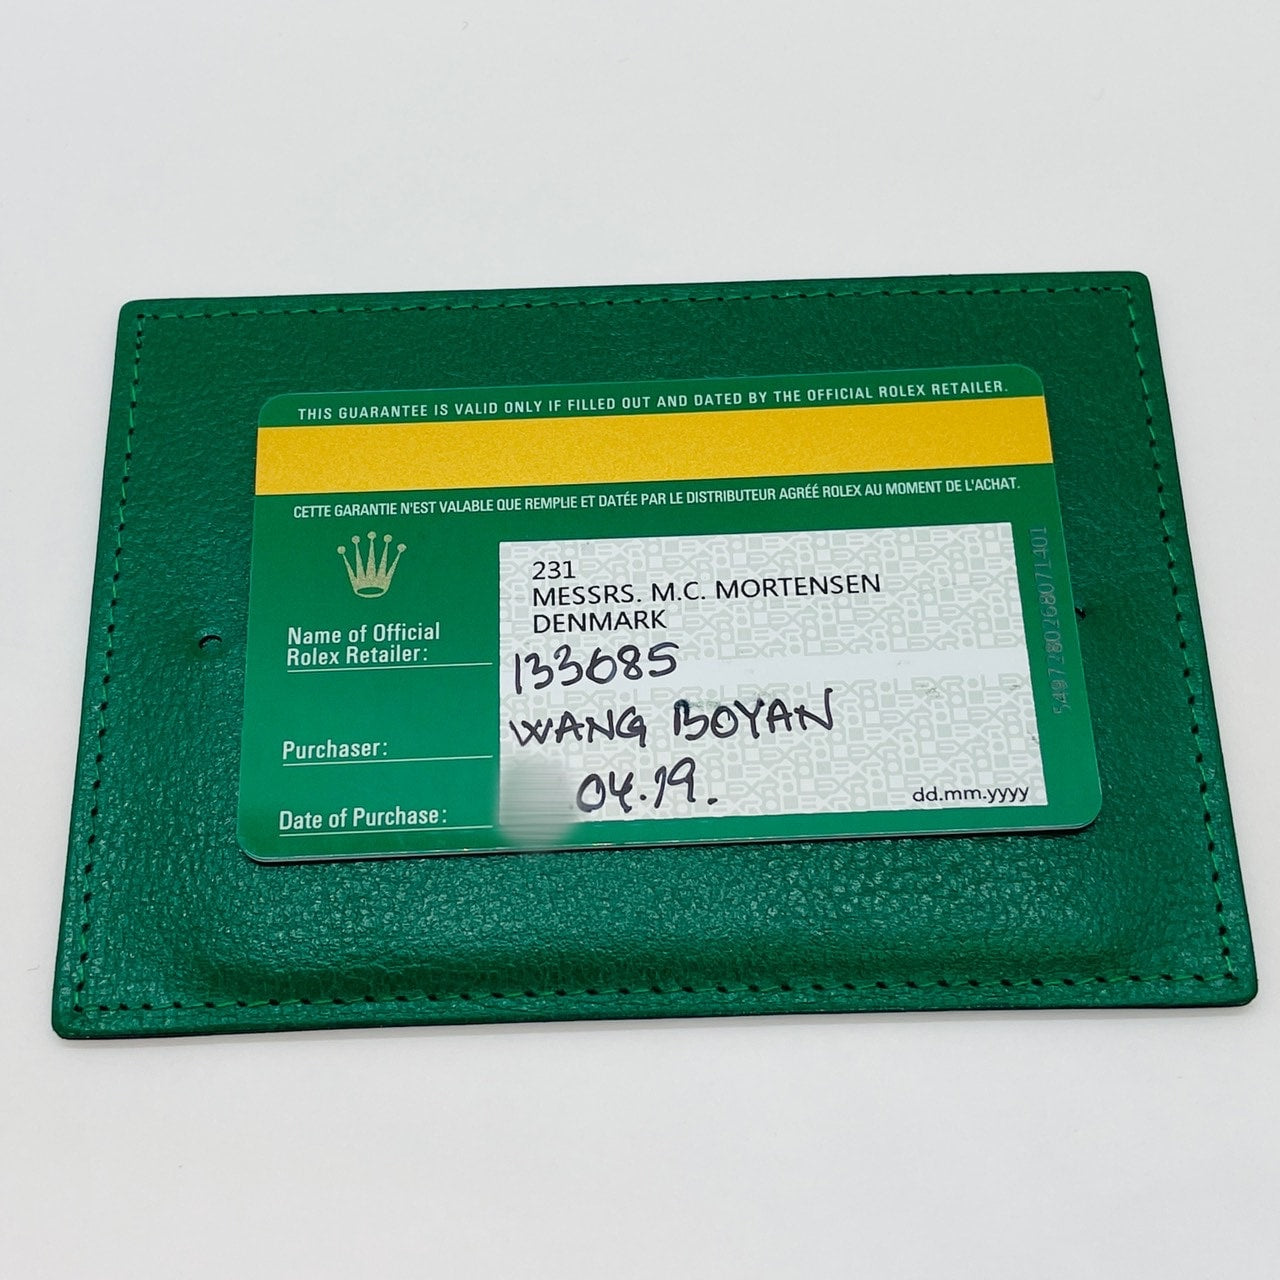 THIS GUARANTEE IS VALID ONLY IF FILLED OUT AND DATED BY THE OFFICIAL ROLEX RETAILER.
CETTE GARANTIE N'EST VALABLE QUE REMPLIE ET DATÉE PAR LE DISTRIBUTEUR AGRÉÉ ROLEX AU MOMENT DE L'ACHAT.
231
MESSRS. M.C. MORTENSEN
DENMARK
Name of Official
Rolex Retailer:
133685
Purchaser:
WANG BOYAN
Date of Purchase:
04.19.
dd.mm.yyyy